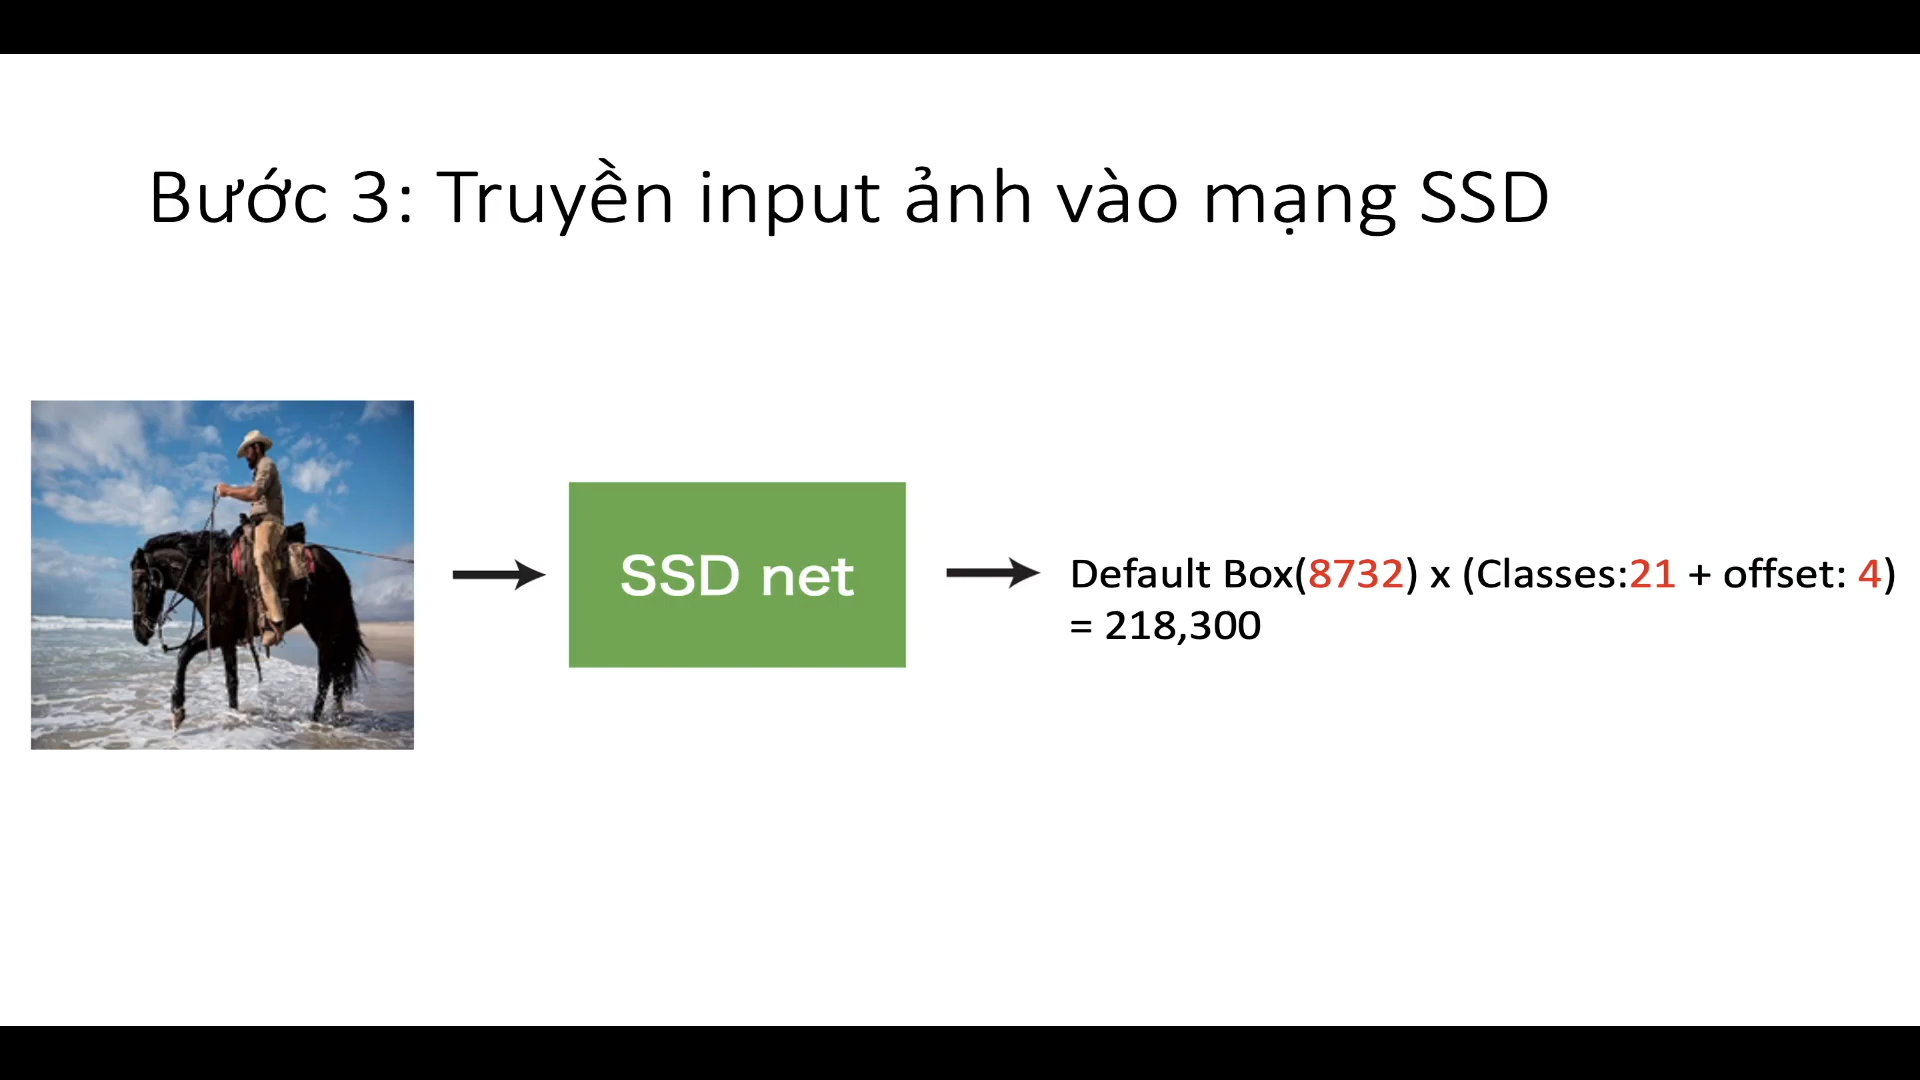 Bước 3: Truyền input ảnh vào mạng SSD
SSD net
Default Box(8732) x (Classes:21 + offset: 4)
= 218,300